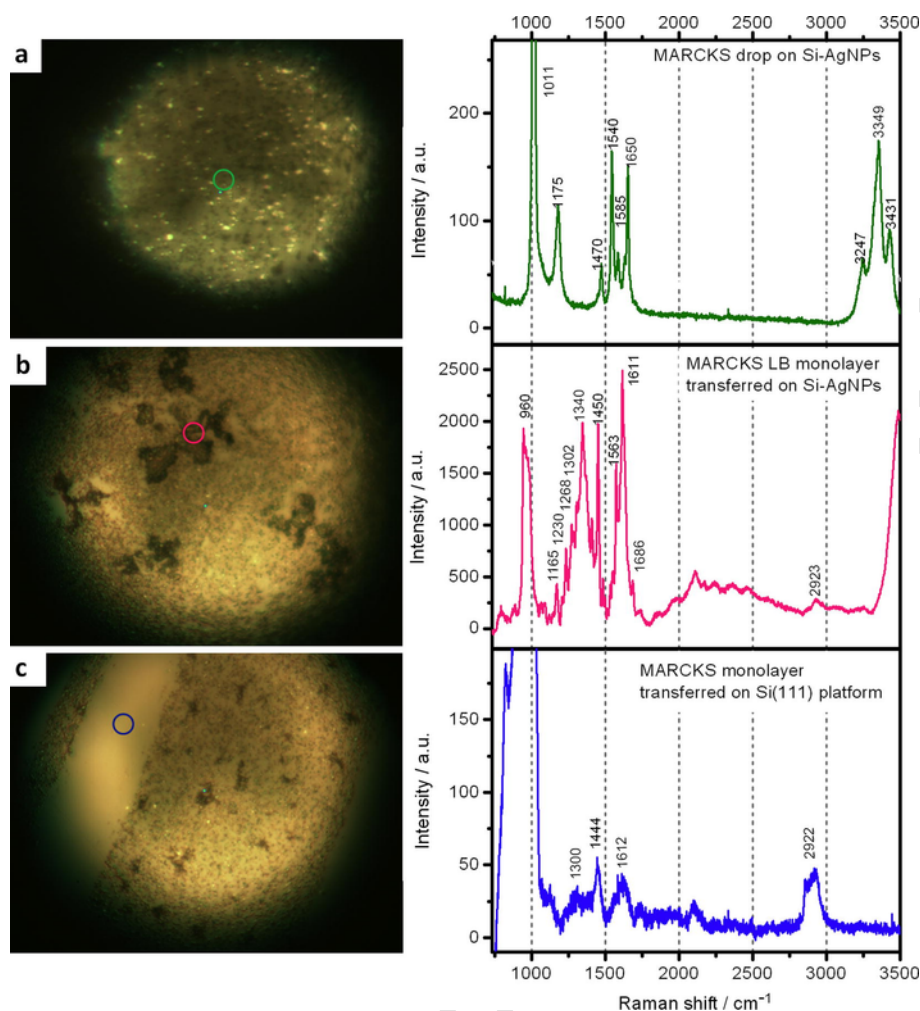 1000 1500 2000 2500 3000 3500
a
MARCKS drop on Si-AgNPs
Intensity / a.u.
200
100
0
1011
175
1470
1540
1585
1650
3247
3349
3431
b
MARCKS LB monolayer
transferred on Si-AgNPs
Intensity / a.u.
2500
2000
1500
1000
500
0
960
1165
1230
1268
1302
1340
1450
1563
1611
1686
2923
c
MARCKS monolayer
transferred on Si(111) platform
Intensity / a.u.
150
100
50
0
1300
1444
1612
2922
1000 1500 2000 2500 3000 3500
Raman shift / cm⁻¹